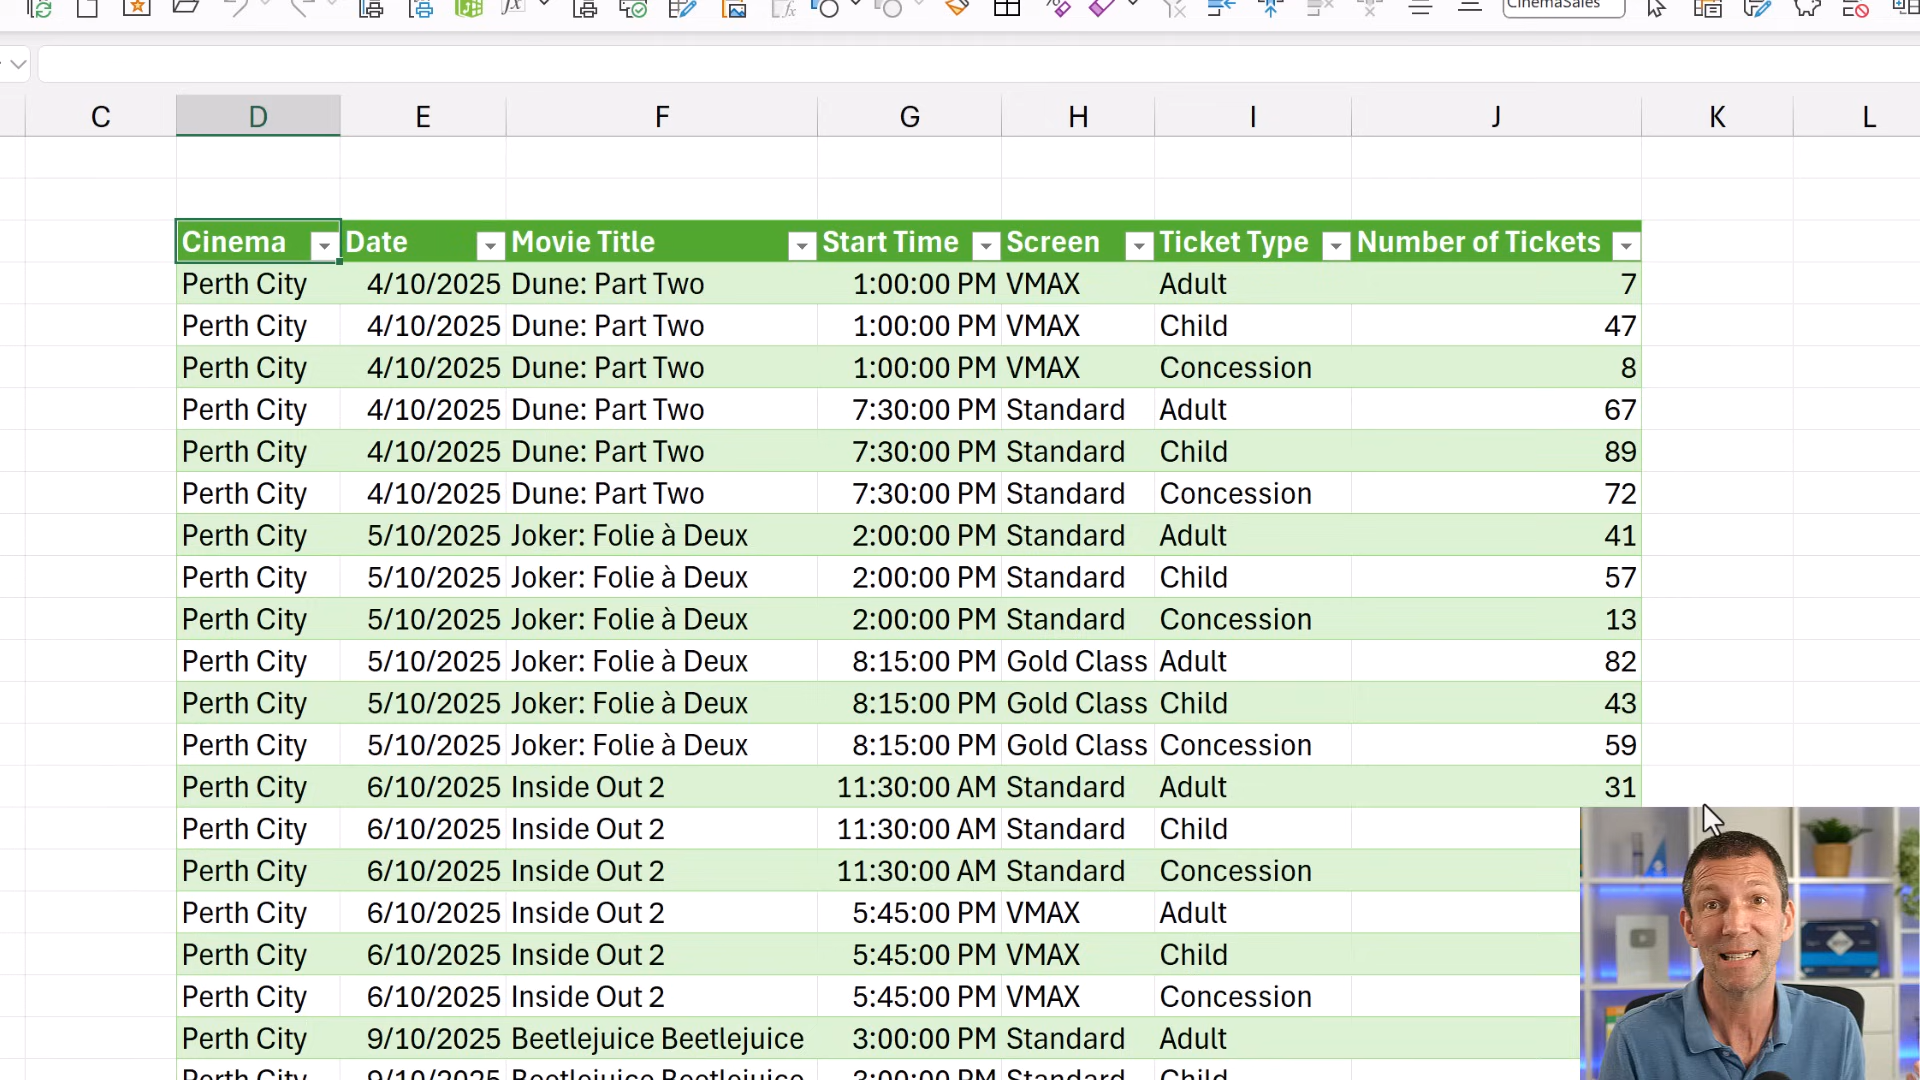 CinemaSales
C D E F G H I J K L
Cinema Date Movie Title Start Time Screen Ticket Type Number of Tickets
Perth City 4/10/2025 Dune: Part Two 1:00:00 PM VMAX Adult 7
Perth City 4/10/2025 Dune: Part Two 1:00:00 PM VMAX Child 47
Perth City 4/10/2025 Dune: Part Two 1:00:00 PM VMAX Concession 8
Perth City 4/10/2025 Dune: Part Two 7:30:00 PM Standard Adult 67
Perth City 4/10/2025 Dune: Part Two 7:30:00 PM Standard Child 89
Perth City 4/10/2025 Dune: Part Two 7:30:00 PM Standard Concession 72
Perth City 5/10/2025 Joker: Folie à Deux 2:00:00 PM Standard Adult 41
Perth City 5/10/2025 Joker: Folie à Deux 2:00:00 PM Standard Child 57
Perth City 5/10/2025 Joker: Folie à Deux 2:00:00 PM Standard Concession 13
Perth City 5/10/2025 Joker: Folie à Deux 8:15:00 PM Gold Class Adult 82
Perth City 5/10/2025 Joker: Folie à Deux 8:15:00 PM Gold Class Child 43
Perth City 5/10/2025 Joker: Folie à Deux 8:15:00 PM Gold Class Concession 59
Perth City 6/10/2025 Inside Out 2 11:30:00 AM Standard Adult 31
Perth City 6/10/2025 Inside Out 2 11:30:00 AM Standard Child
Perth City 6/10/2025 Inside Out 2 11:30:00 AM Standard Concession
Perth City 6/10/2025 Inside Out 2 5:45:00 PM VMAX Adult
Perth City 6/10/2025 Inside Out 2 5:45:00 PM VMAX Child
Perth City 6/10/2025 Inside Out 2 5:45:00 PM VMAX Concession
Perth City 9/10/2025 Beetlejuice Beetlejuice 3:00:00 PM Standard Adult
Perth City 9/10/2025 Beetlejuice Beetlejuice 3:00:00 PM Standard Child